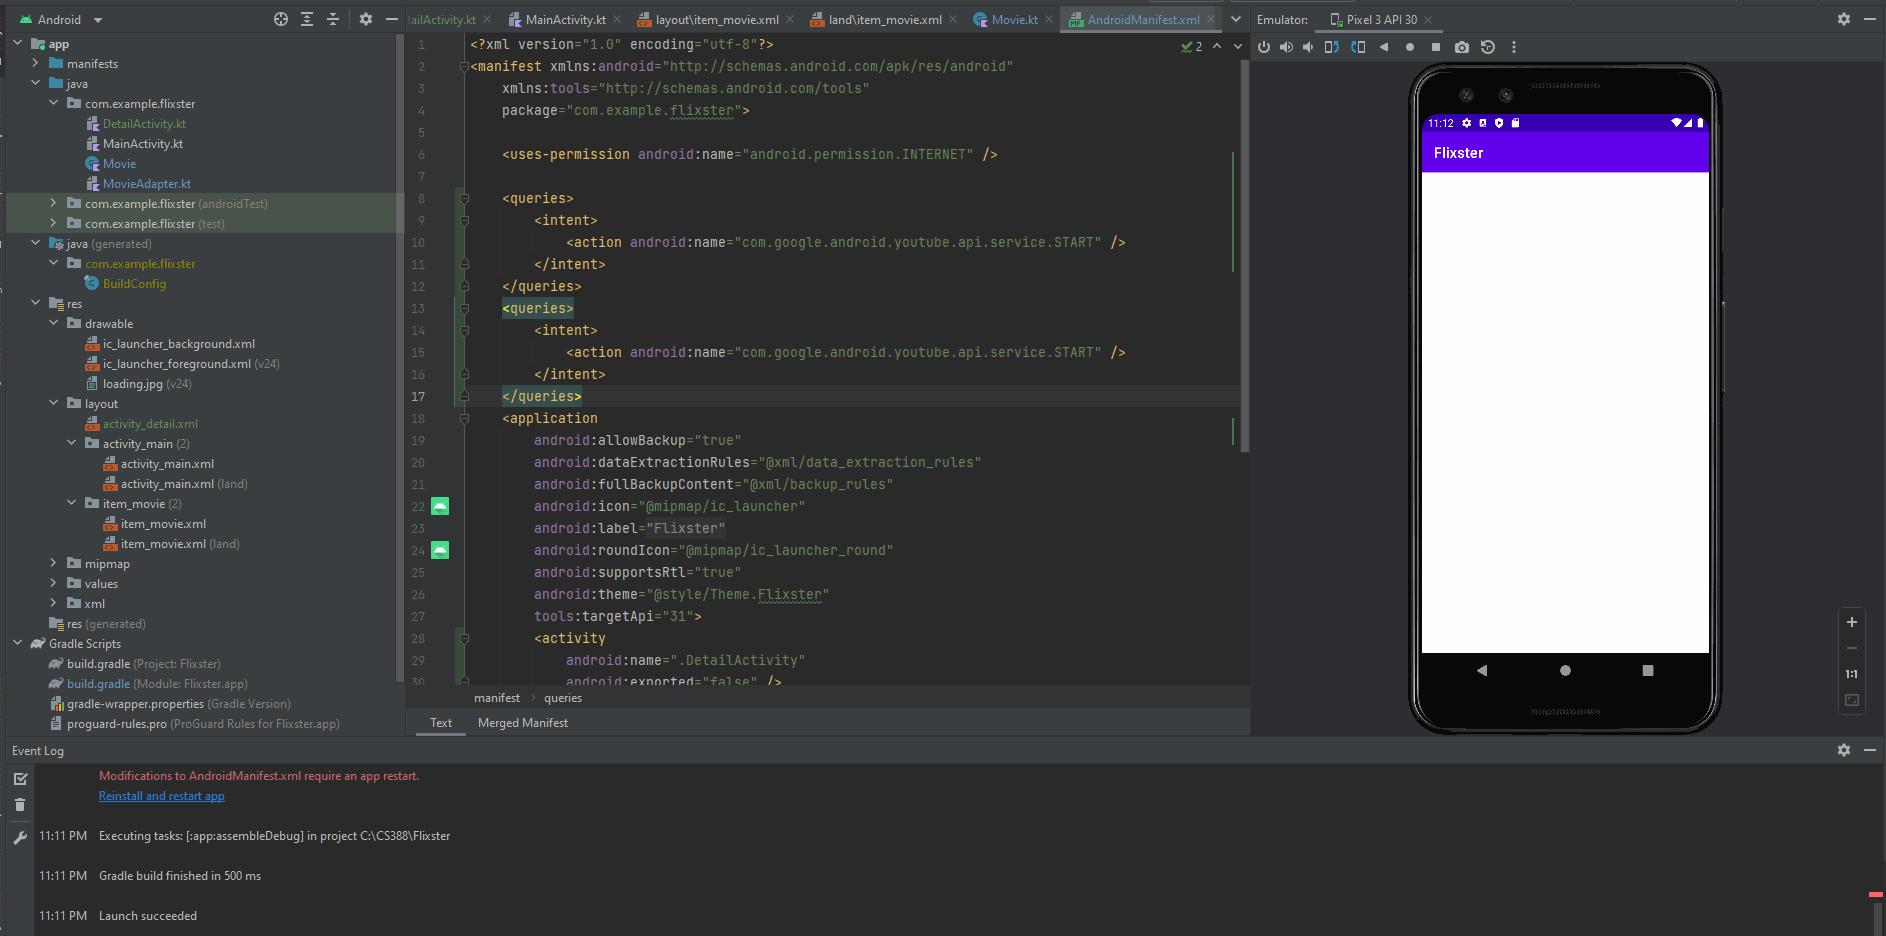 Android
ailActivity.kt
MainActivity.kt
layout\item_movie.xml
land\item_movie.xml
Movie.kt
AndroidManifest.xml
Emulator:
Pixel 3 API 30
app
manifests
java
com.example.flixster
DetailActivity.kt
MainActivity.kt
Movie
MovieAdapter.kt
com.example.flixster (androidTest)
com.example.flixster (test)
java (generated)
com.example.flixster
BuildConfig
res
drawable
ic_launcher_background.xml
ic_launcher_foreground.xml (v24)
loading.jpg (v24)
layout
activity_detail.xml
activity_main (2)
activity_main.xml
activity_main.xml (land)
item_movie (2)
item_movie.xml
item_movie.xml (land)
mipmap
values
xml
res (generated)
Gradle Scripts
build.gradle (Project: Flixster)
build.gradle (Module: Flixster.app)
gradle-wrapper.properties (Gradle Version)
proguard-rules.pro (ProGuard Rules for Flixster.app)
2
1 <?xml version="1.0" encoding="utf-8"?>
2 <manifest xmlns:android="http://schemas.android.com/apk/res/android"
3 xmlns:tools="http://schemas.android.com/tools"
4 package="com.example.flixster">
5
6 <uses-permission android:name="android.permission.INTERNET" />
7
8 <queries>
9 <intent>
10 <action android:name="com.google.android.youtube.api.service.START" />
11 </intent>
12 </queries>
13 <queries>
14 <intent>
15 <action android:name="com.google.android.youtube.api.service.START" />
16 </intent>
17 </queries>
18 <application
19 android:allowBackup="true"
20 android:dataExtractionRules="@xml/data_extraction_rules"
21 android:fullBackupContent="@xml/backup_rules"
22 android:icon="@mipmap/ic_launcher"
23 android:label="Flixster"
24 android:roundIcon="@mipmap/ic_launcher_round"
25 android:supportsRtl="true"
26 android:theme="@style/Theme.Flixster"
27 tools:targetApi="31">
28 <activity
29 android:name=".DetailActivity"
30 android:exported="false" />
manifest > queries
Text
Merged Manifest
11:12
Flixster
1:1
Event Log
Modifications to AndroidManifest.xml require an app restart.
Reinstall and restart app
11:11 PM Executing tasks: [:app:assembleDebug] in project C:\CS388\Flixster
11:11 PM Gradle build finished in 500 ms
11:11 PM Launch succeeded